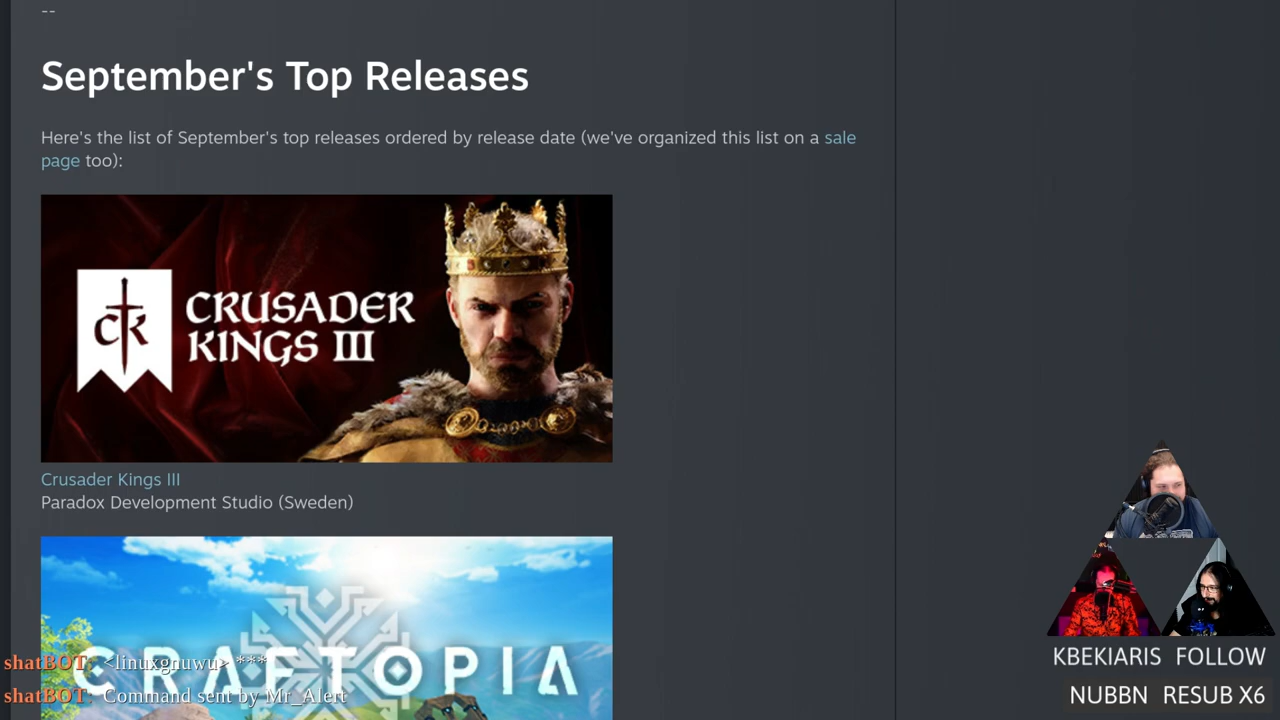 --
September's Top Releases
Here's the list of September's top releases ordered by release date (we've organized this list on a sale
page too):
CK
CRUSADER
KINGS III
Crusader Kings III
Paradox Development Studio (Sweden)
CRAFTOPIA
shatBOT: <linuxgnuwu> ***
shatBOT: Command sent by Mr_Alert
KBEKIARIS FOLLOW
NUBBN RESUB X6